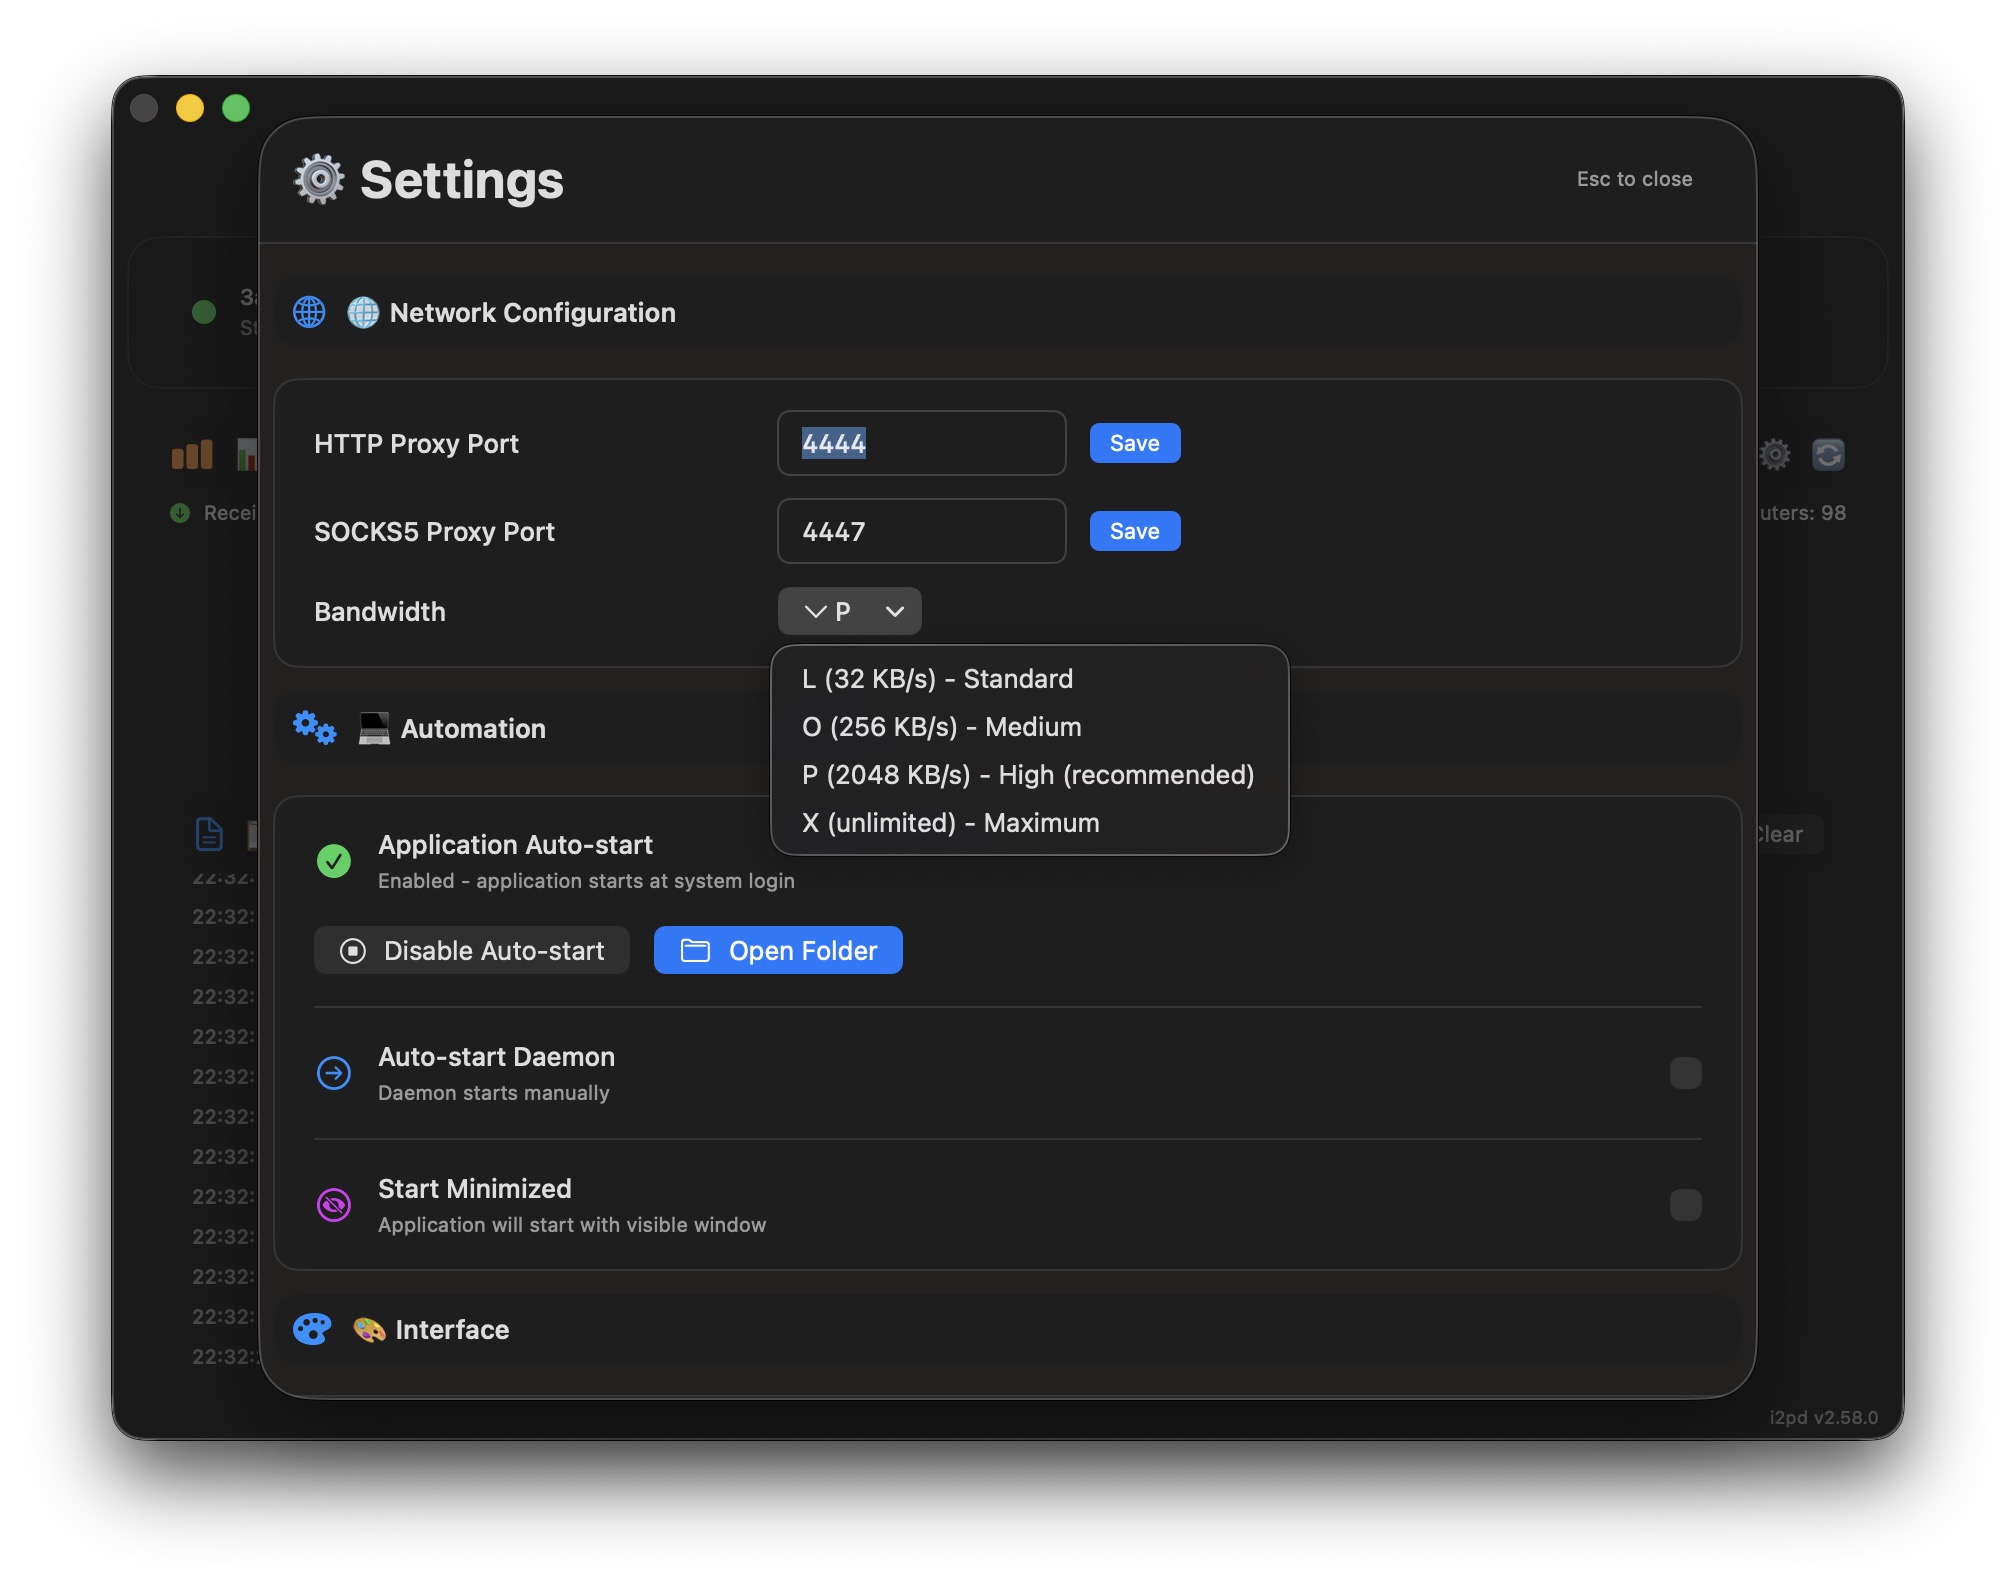 Settings
Esc to close
Network Configuration
HTTP Proxy Port
4444
Save
SOCKS5 Proxy Port
4447
Save
Bandwidth
P
L (32 KB/s) - Standard
O (256 KB/s) - Medium
P (2048 KB/s) - High (recommended)
X (unlimited) - Maximum
Automation
Application Auto-start
Enabled - application starts at system login
Disable Auto-start
Open Folder
Auto-start Daemon
Daemon starts manually
Start Minimized
Application will start with visible window
Interface
uters: 98
Clear
22:32:
22:32:
22:32:
22:32:
22:32:
22:32:
22:32:
22:32:
22:32:
22:32:
22:32:
22:32:
22:32:
i2pd v2.58.0